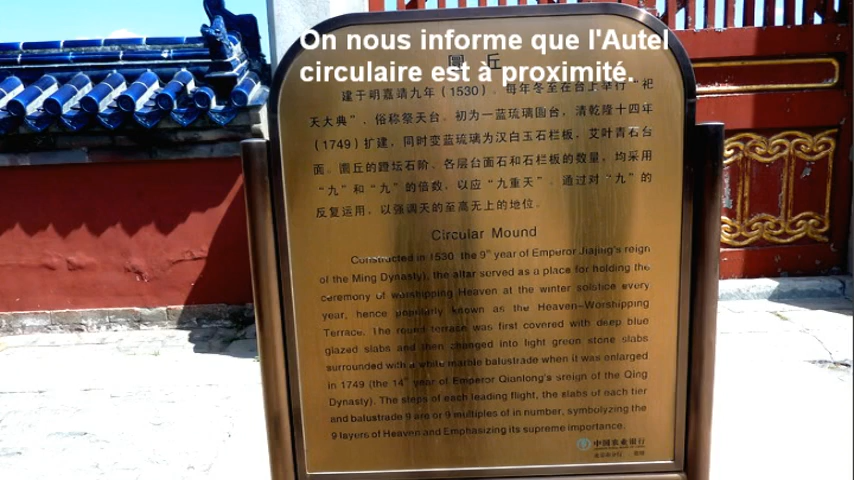 On nous informe que l'Autel
circulaire est à proximité.
圜 丘
建于明嘉靖九年（1530）。每年冬至在台上举行“祀
天大典”，俗称祭天台。初为一蓝琉璃圆台，清乾隆十四年
（1749）扩建，同时变蓝琉璃为汉白玉石栏板，艾叶青石台
面。圜丘的蹬坛石阶、各层台面石和石栏板的数量，均采用
“九”和“九”的倍数，以应“九重天”。通过对“九”的
反复运用，以强调天的至高无上的地位。
Circular Mound
Constructed in 1530 the 9th year of Emperor Jiajing's reign
of the Ming Dynasty), the altar served as a place for holding the
ceremony of worshipping Heaven at the winter solstice every
year, hence popularly known as the Heaven-Worshipping
Terrace. The round terrace was first covered with deep blue
glazed slabs and then changed into light green stone slabs
surrounded with a white marble balustrade when it was enlarged
in 1749 (the 14th year of Emperor Qianlong's sreign of the Qing
Dynasty). The steps of each leading flight, the slabs of each tier
and balustrade 9 are or 9 multiples of in number, symbolyzing the
9 layers of Heaven and Emphasizing its supreme importance.
中国农业银行